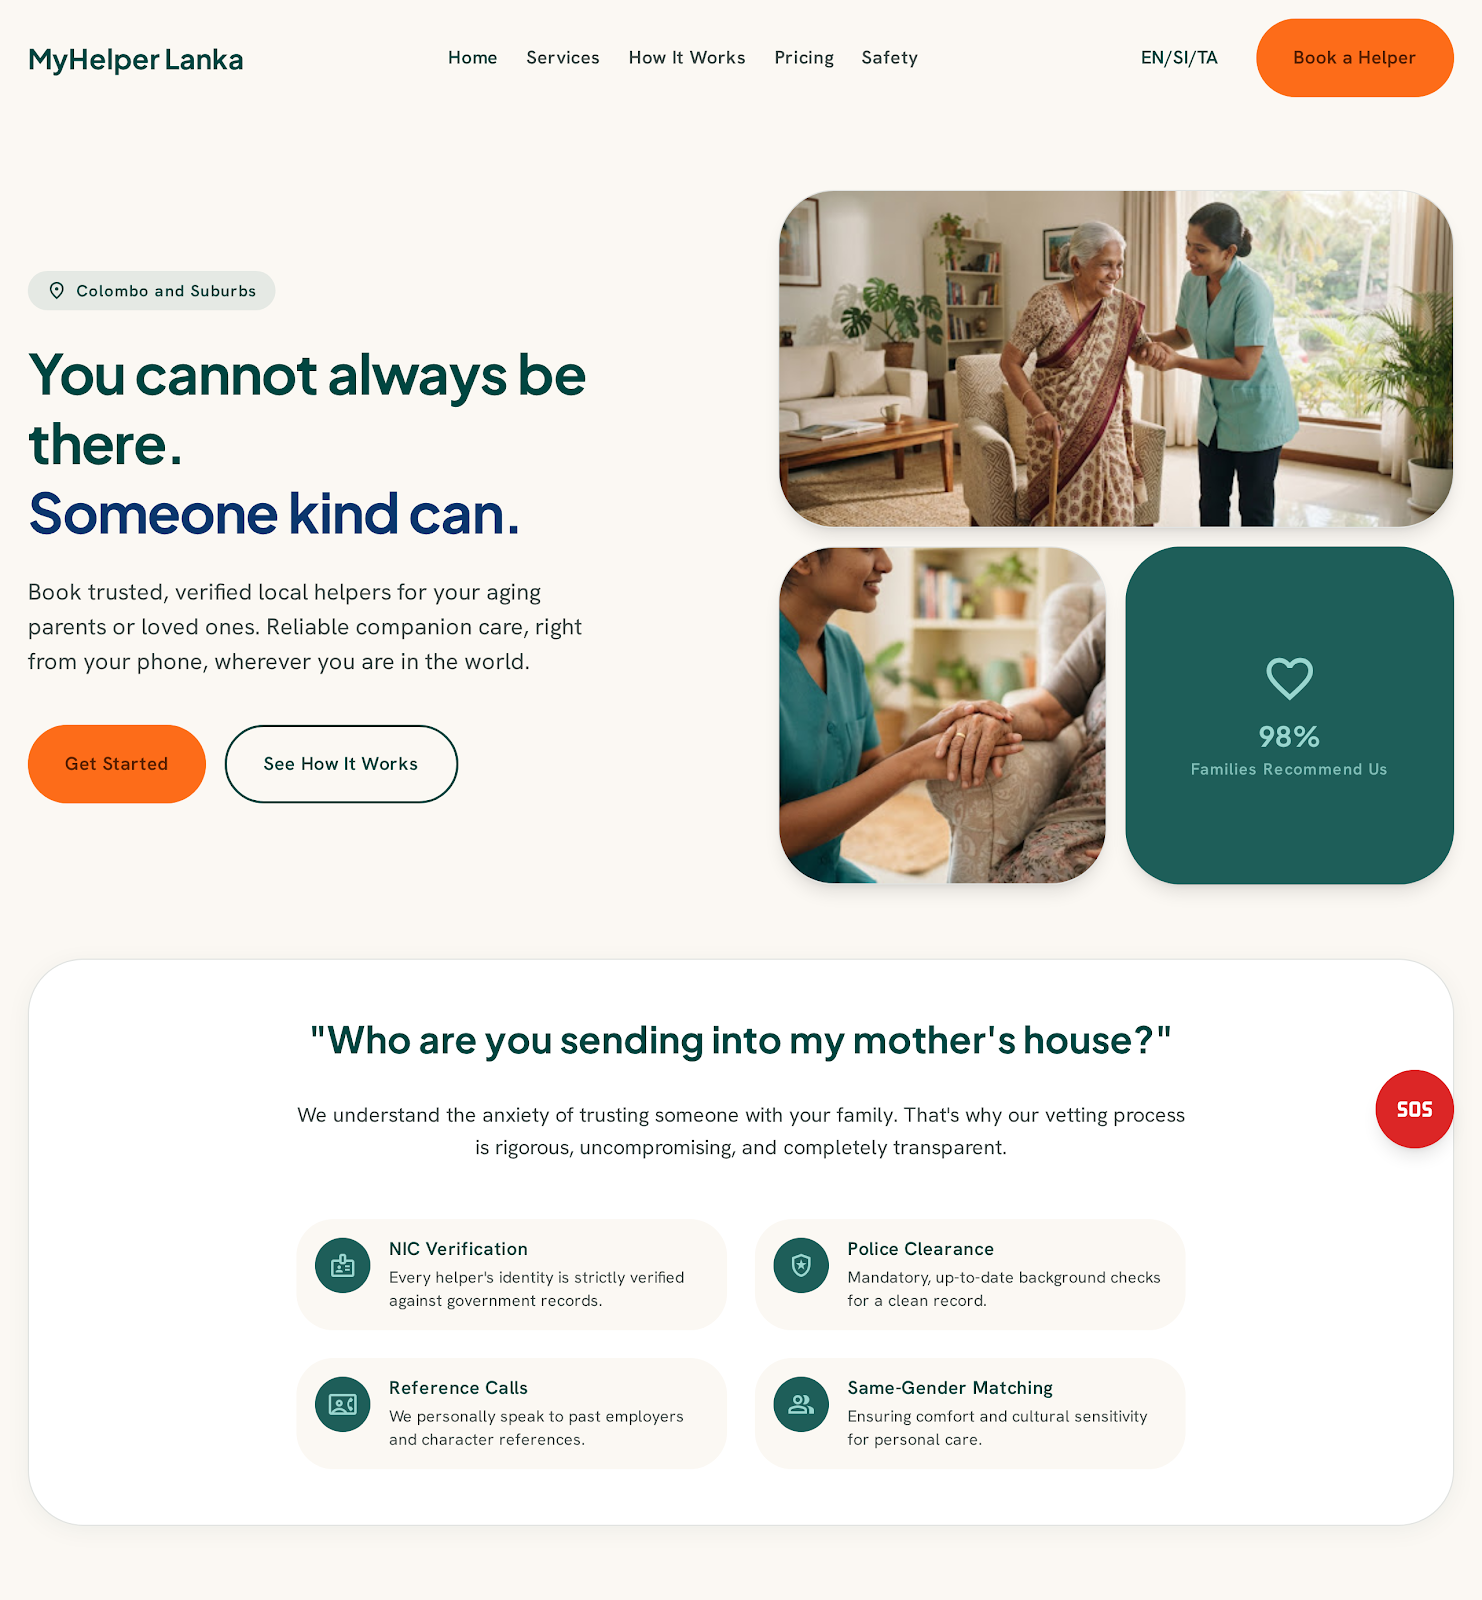 MyHelper Lanka
Home
Services
How It Works
Pricing
Safety
EN/SI/TA
Book a Helper
Colombo and Suburbs
You cannot always be
there.
Someone kind can.
Book trusted, verified local helpers for your aging
parents or loved ones. Reliable companion care, right
from your phone, wherever you are in the world.
Get Started
See How It Works
98%
Families Recommend Us
"Who are you sending into my mother's house?"
We understand the anxiety of trusting someone with your family. That's why our vetting process
is rigorous, uncompromising, and completely transparent.
SOS
NIC Verification
Every helper's identity is strictly verified
against government records.
Police Clearance
Mandatory, up-to-date background checks
for a clean record.
Reference Calls
We personally speak to past employers
and character references.
Same-Gender Matching
Ensuring comfort and cultural sensitivity
for personal care.